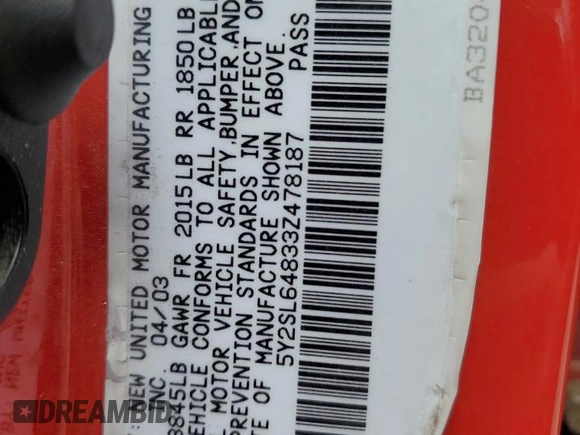 NEW UNITED MOTOR MANUFACTURING
INC. 04/03
3845LB GAWR FR 2015LB RR 1850LB
VEHICLE CONFORMS TO ALL APPLICABLE
MOTOR VEHICLE SAFETY, BUMPER, AND
PREVENTION STANDARDS IN EFFECT ON
OF MANUFACTURE SHOWN ABOVE.
5Y2SL64833Z478187 PASS
BA320
DREAMBID.COM